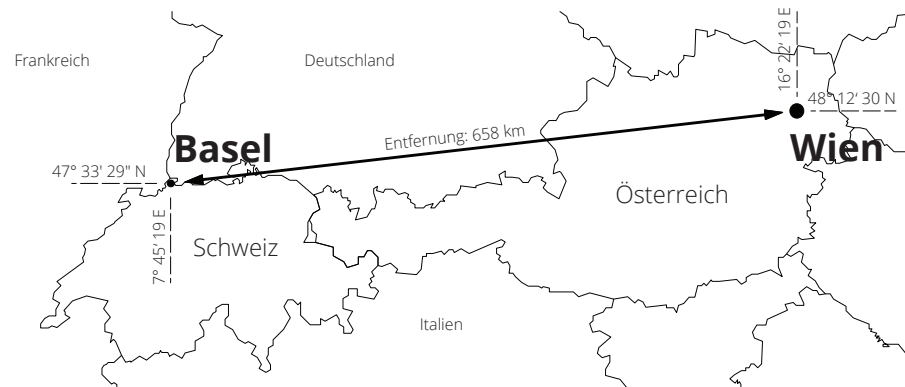 Frankreich
Deutschland
16° 22' 19 E
48° 12' 30 N
Entfernung: 658 km
Basel
Wien
47° 33' 29" N
Österreich
7° 45' 19 E
Schweiz
Italien